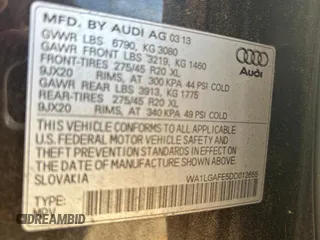 MFD. BY AUDI AG 03 13
GVWR LBS 6790, KG 3080
GAWR FRONT LBS 3219, KG 1460
FRONT-TIRES 275/45 R20 XL
9JX20 RIMS, AT 300 KPA 44 PSI COLD
GAWR REAR LBS 3913, KG 1775
REAR-TIRES 275/45 R20 XL
9JX20 RIMS, AT 340 KPA 49 PSI COLD
Audi
THIS VEHICLE CONFORMS TO ALL APPLICABLE
U.S. FEDERAL MOTOR VEHICLE SAFETY, BUMPER
AND THEFT PREVENTION STANDARDS IN EFFECT ON
THE DATE OF MANUFACTURE SHOWN ABOVE
SLOVAKIA
WA1LGAFE5DD012655
TYPE:
MPV
DREAMBID